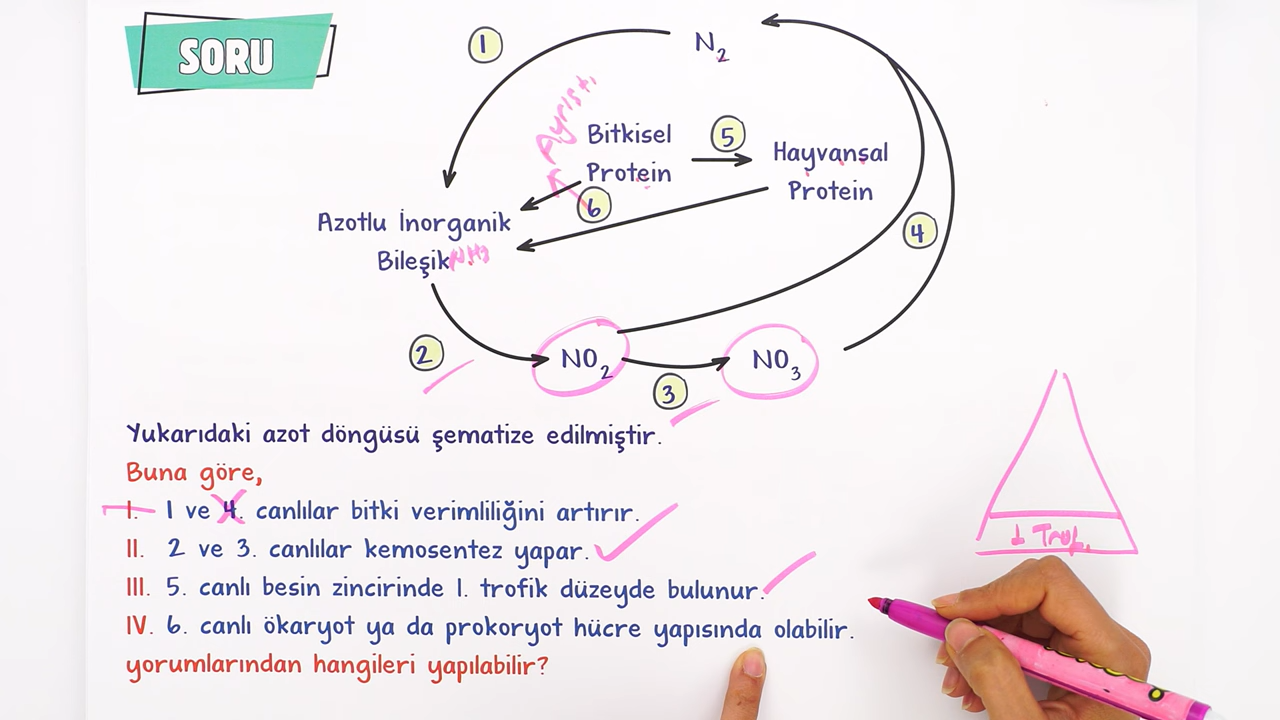 SORU
1
N2
Ayrıştı
Bitkisel
Protein
5
Hayvansal
Protein
6
4
Azotlu İnorganik
Bileşik NH3
2
NO2
3
NO3
Yukarıdaki azot döngüsü şematize edilmiştir.
Buna göre,
I. 1 ve 4. canlılar bitki verimliliğini artırır.
II. 2 ve 3. canlılar kemosentez yapar.
III. 5. canlı besin zincirinde 1. trofik düzeyde bulunur.
1 Trof.
IV. 6. canlı ökaryot ya da prokoryot hücre yapısında olabilir.
yorumlarından hangileri yapılabilir?